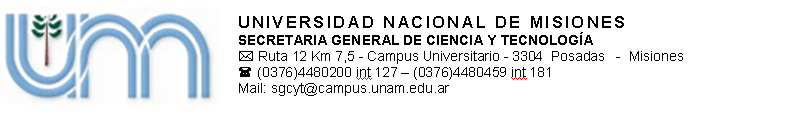 UNIVERSIDAD NACIONAL DE MISIONES
SECRETARIA GENERAL DE CIENCIA Y TECNOLOGÍA
🖂 Ruta 12 Km 7,5 - Campus Universitario - 3304 Posadas - Misiones
☎ (0376)4480200 int 127 – (0376)4480459 int 181
Mail: sgcyt@campus.unam.edu.ar